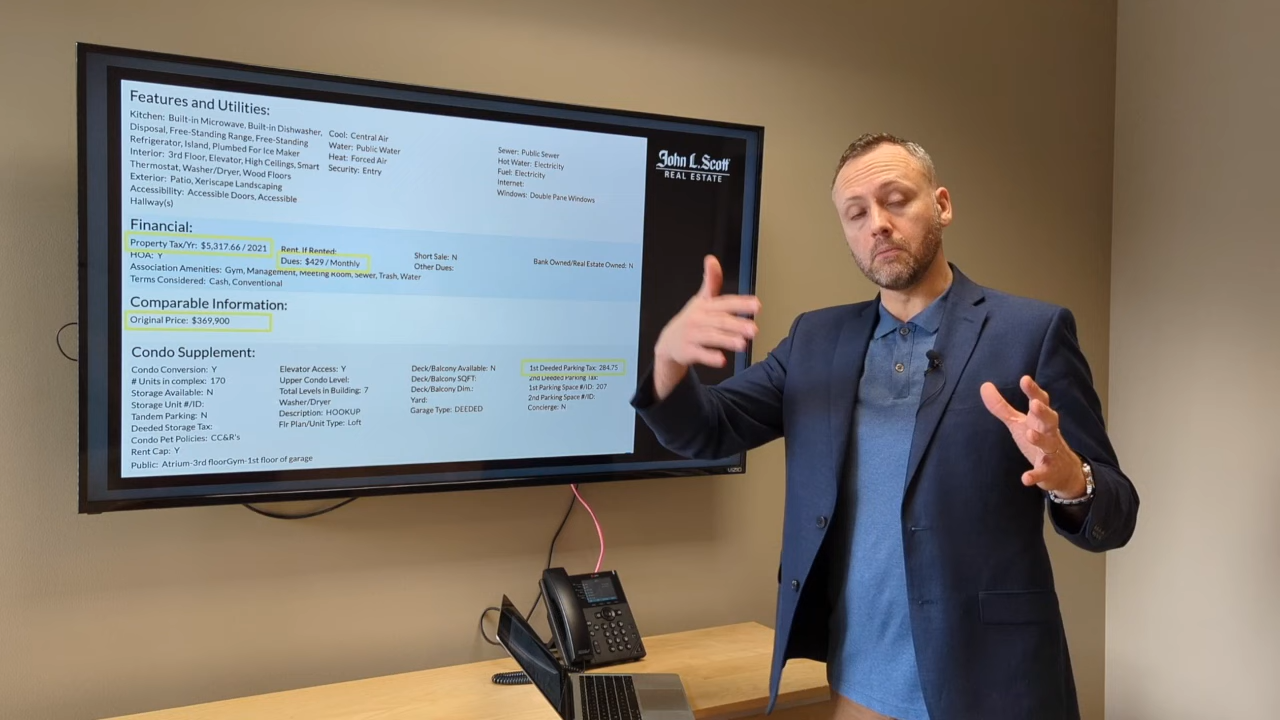 Features and Utilities:
Kitchen: Built-in Microwave, Built-in Dishwasher,
Disposal, Free-Standing Range, Free-Standing
Refrigerator, Island, Plumbed For Ice Maker
Interior: 3rd Floor, Elevator, High Ceilings, Smart
Thermostat, Washer/Dryer, Wood Floors
Exterior: Patio, Xeriscape Landscaping
Accessibility: Accessible Doors, Accessible
Hallway(s)
Cool: Central Air
Water: Public Water
Heat: Forced Air
Security: Entry
Sewer: Public Sewer
Hot Water: Electricity
Fuel: Electricity
Internet:
Windows: Double Pane Windows
John L. Scott
REAL ESTATE
Financial:
Property Tax/Yr: $5,317.66 / 2021
HOA: Y
Rent, If Rented:
Dues: $429 / Monthly
Short Sale: N
Other Dues:
Bank Owned/Real Estate Owned: N
Association Amenities: Gym, Management, Meeting Room, Sewer, Trash, Water
Terms Considered: Cash, Conventional
Comparable Information:
Original Price: $369,900
Condo Supplement:
Condo Conversion: Y
# Units in complex: 170
Storage Available: N
Storage Unit #/ID:
Tandem Parking: N
Deeded Storage Tax:
Condo Pet Policies: CC&R's
Rent Cap: Y
Public: Atrium-3rd floorGym-1st floor of garage
Elevator Access: Y
Upper Condo Level:
Total Levels in Building: 7
Washer/Dryer
Description: HOOKUP
Flr Plan/Unit Type: Loft
Deck/Balcony Available: N
Deck/Balcony SQFT:
Deck/Balcony Dim.:
Yard:
Garage Type: DEEDED
1st Deeded Parking Tax: 284.75
2nd Deeded Parking Tax:
1st Parking Space #/ID: 207
2nd Parking Space #/ID:
Concierge: N
VIZIO